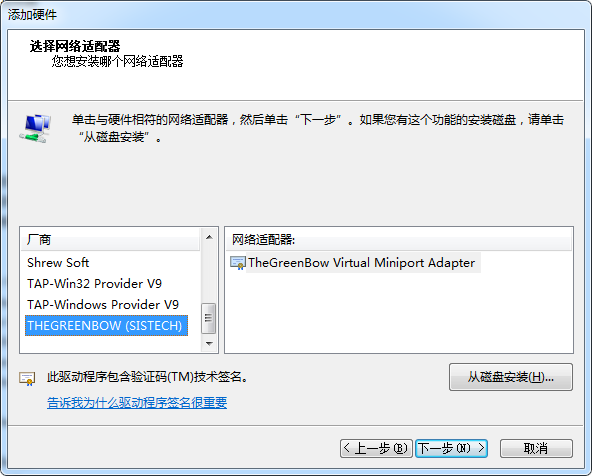 添加硬件
选择网络适配器
您想安装哪个网络适配器
单击与硬件相符的网络适配器，然后单击“下一步”。如果您有这个功能的安装磁盘，请单击
“从磁盘安装”。
厂商
Shrew Soft
TAP-Win32 Provider V9
TAP-Windows Provider V9
THEGREENBOW (SISTECH)
网络适配器:
TheGreenBow Virtual Miniport Adapter
此驱动程序包含验证码(TM)技术签名。
告诉我为什么驱动程序签名很重要
从磁盘安装(H)...
< 上一步(B)
下一步(N) >
取消